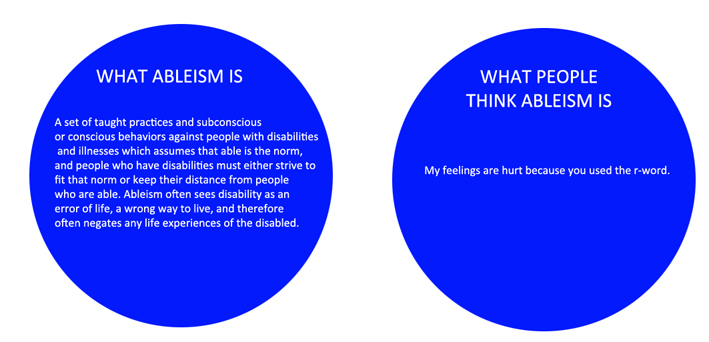 WHAT ABLEISM IS
A set of taught practices and subconscious
or conscious behaviors against people with disabilities
and illnesses which assumes that able is the norm,
and people who have disabilities must either strive to
fit that norm or keep their distance from people
who are able. Ableism often sees disability as an
error of life, a wrong way to live, and therefore
often negates any life experiences of the disabled.
WHAT PEOPLE
THINK ABLEISM IS
My feelings are hurt because you used the r-word.